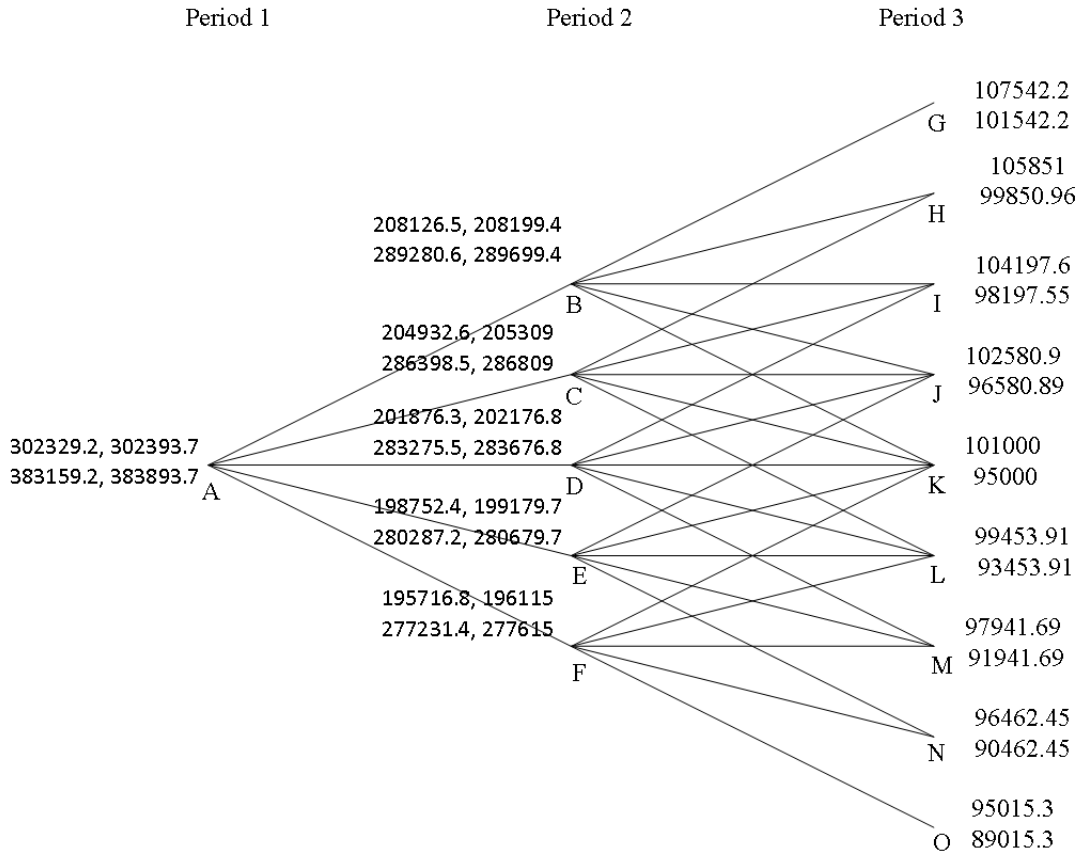 Period 1 Period 2 Period 3
107542.2
G 101542.2
105851
H 99850.96
208126.5, 208199.4
289280.6, 289699.4
B
104197.6
I 98197.55
204932.6, 205309
286398.5, 286809
C
102580.9
J 96580.89
201876.3, 202176.8
283275.5, 283676.8
D
302329.2, 302393.7
383159.2, 383893.7
A
101000
K 95000
198752.4, 199179.7
280287.2, 280679.7
E
99453.91
L 93453.91
195716.8, 196115
277231.4, 277615
F
97941.69
M 91941.69
96462.45
N 90462.45
95015.3
O 89015.3